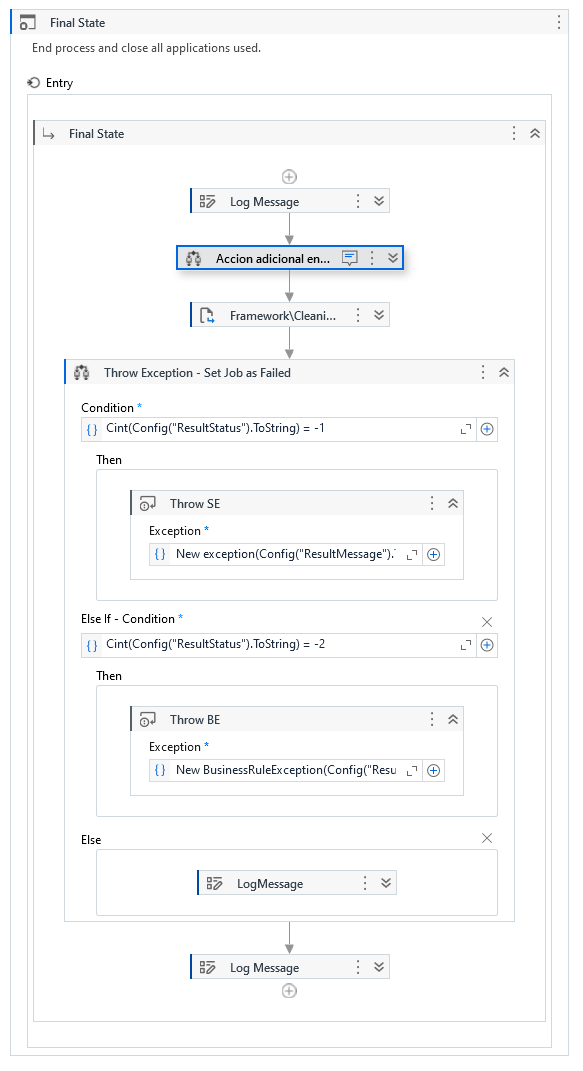 Final State
End process and close all applications used.
Entry
Final State
Log Message
Accion adicional en...
Framework\Cleani...
Throw Exception - Set Job as Failed
Condition *
Cint(Config("ResultStatus").ToString) = -1
Then
Throw SE
Exception *
New exception(Config("ResultMessage").
Else If - Condition *
Cint(Config("ResultStatus").ToString) = -2
Then
Throw BE
Exception *
New BusinessRuleException(Config("Resu
Else
LogMessage
Log Message